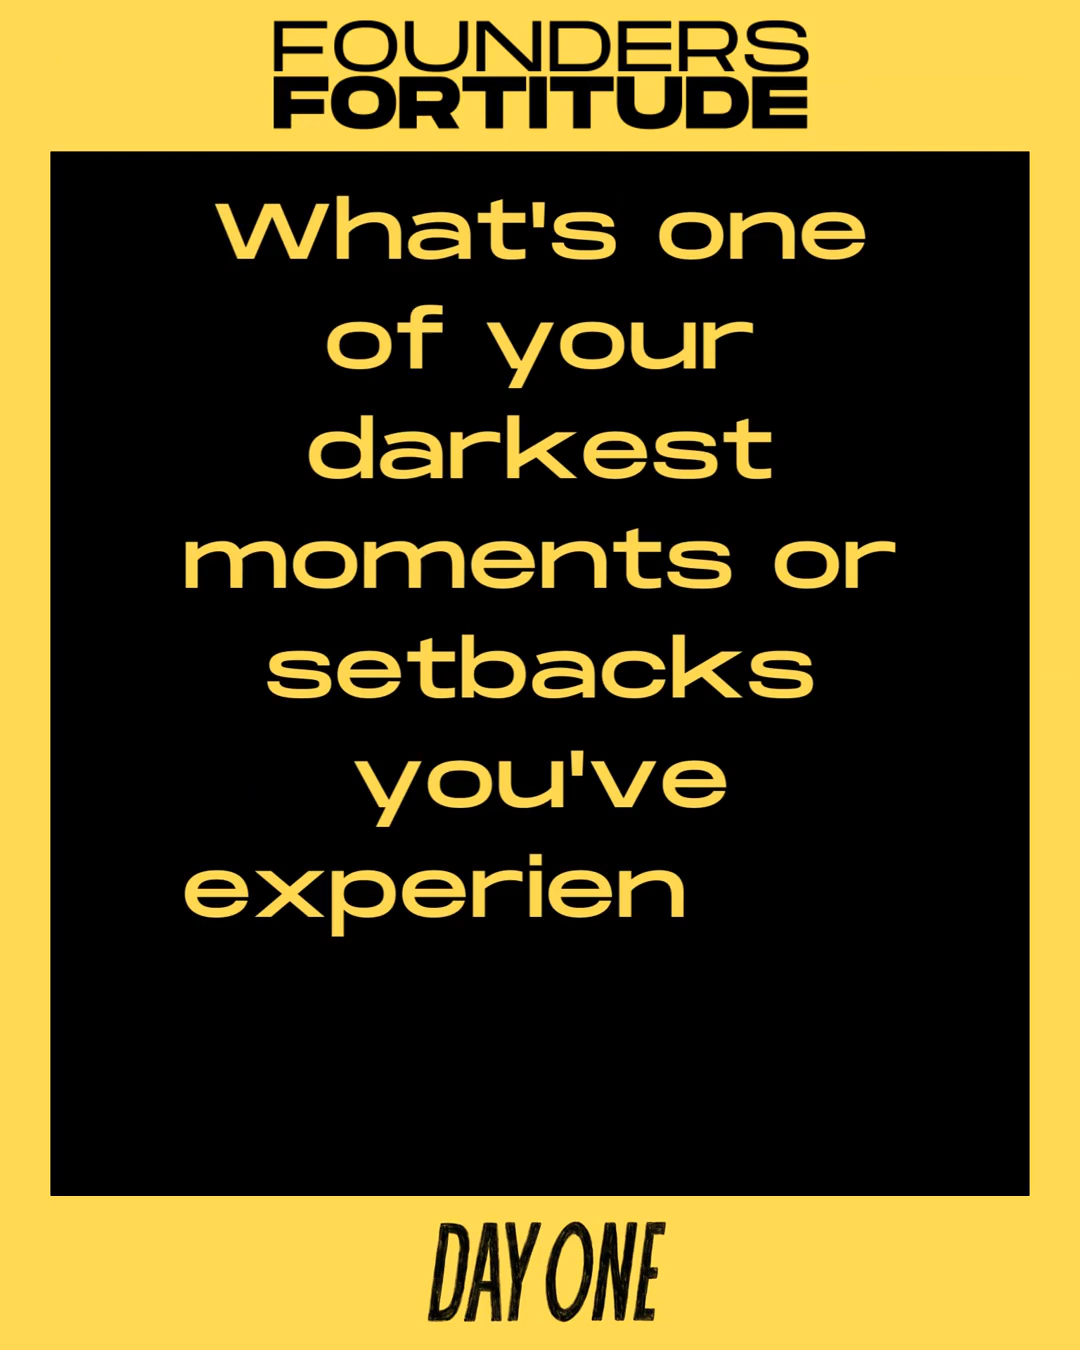 FOUNDERS
FORTITUDE
What's one
of your
darkest
moments or
setbacks
you've
experien
DAY ONE